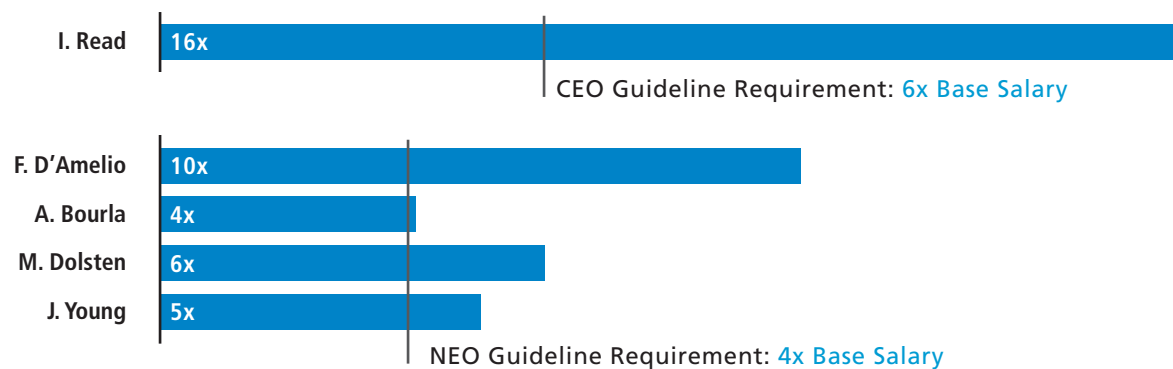 I. Read 16x
CEO Guideline Requirement: 6x Base Salary
F. D’Amelio 10x
A. Bourla 4x
M. Dolsten 6x
J. Young 5x
NEO Guideline Requirement: 4x Base Salary